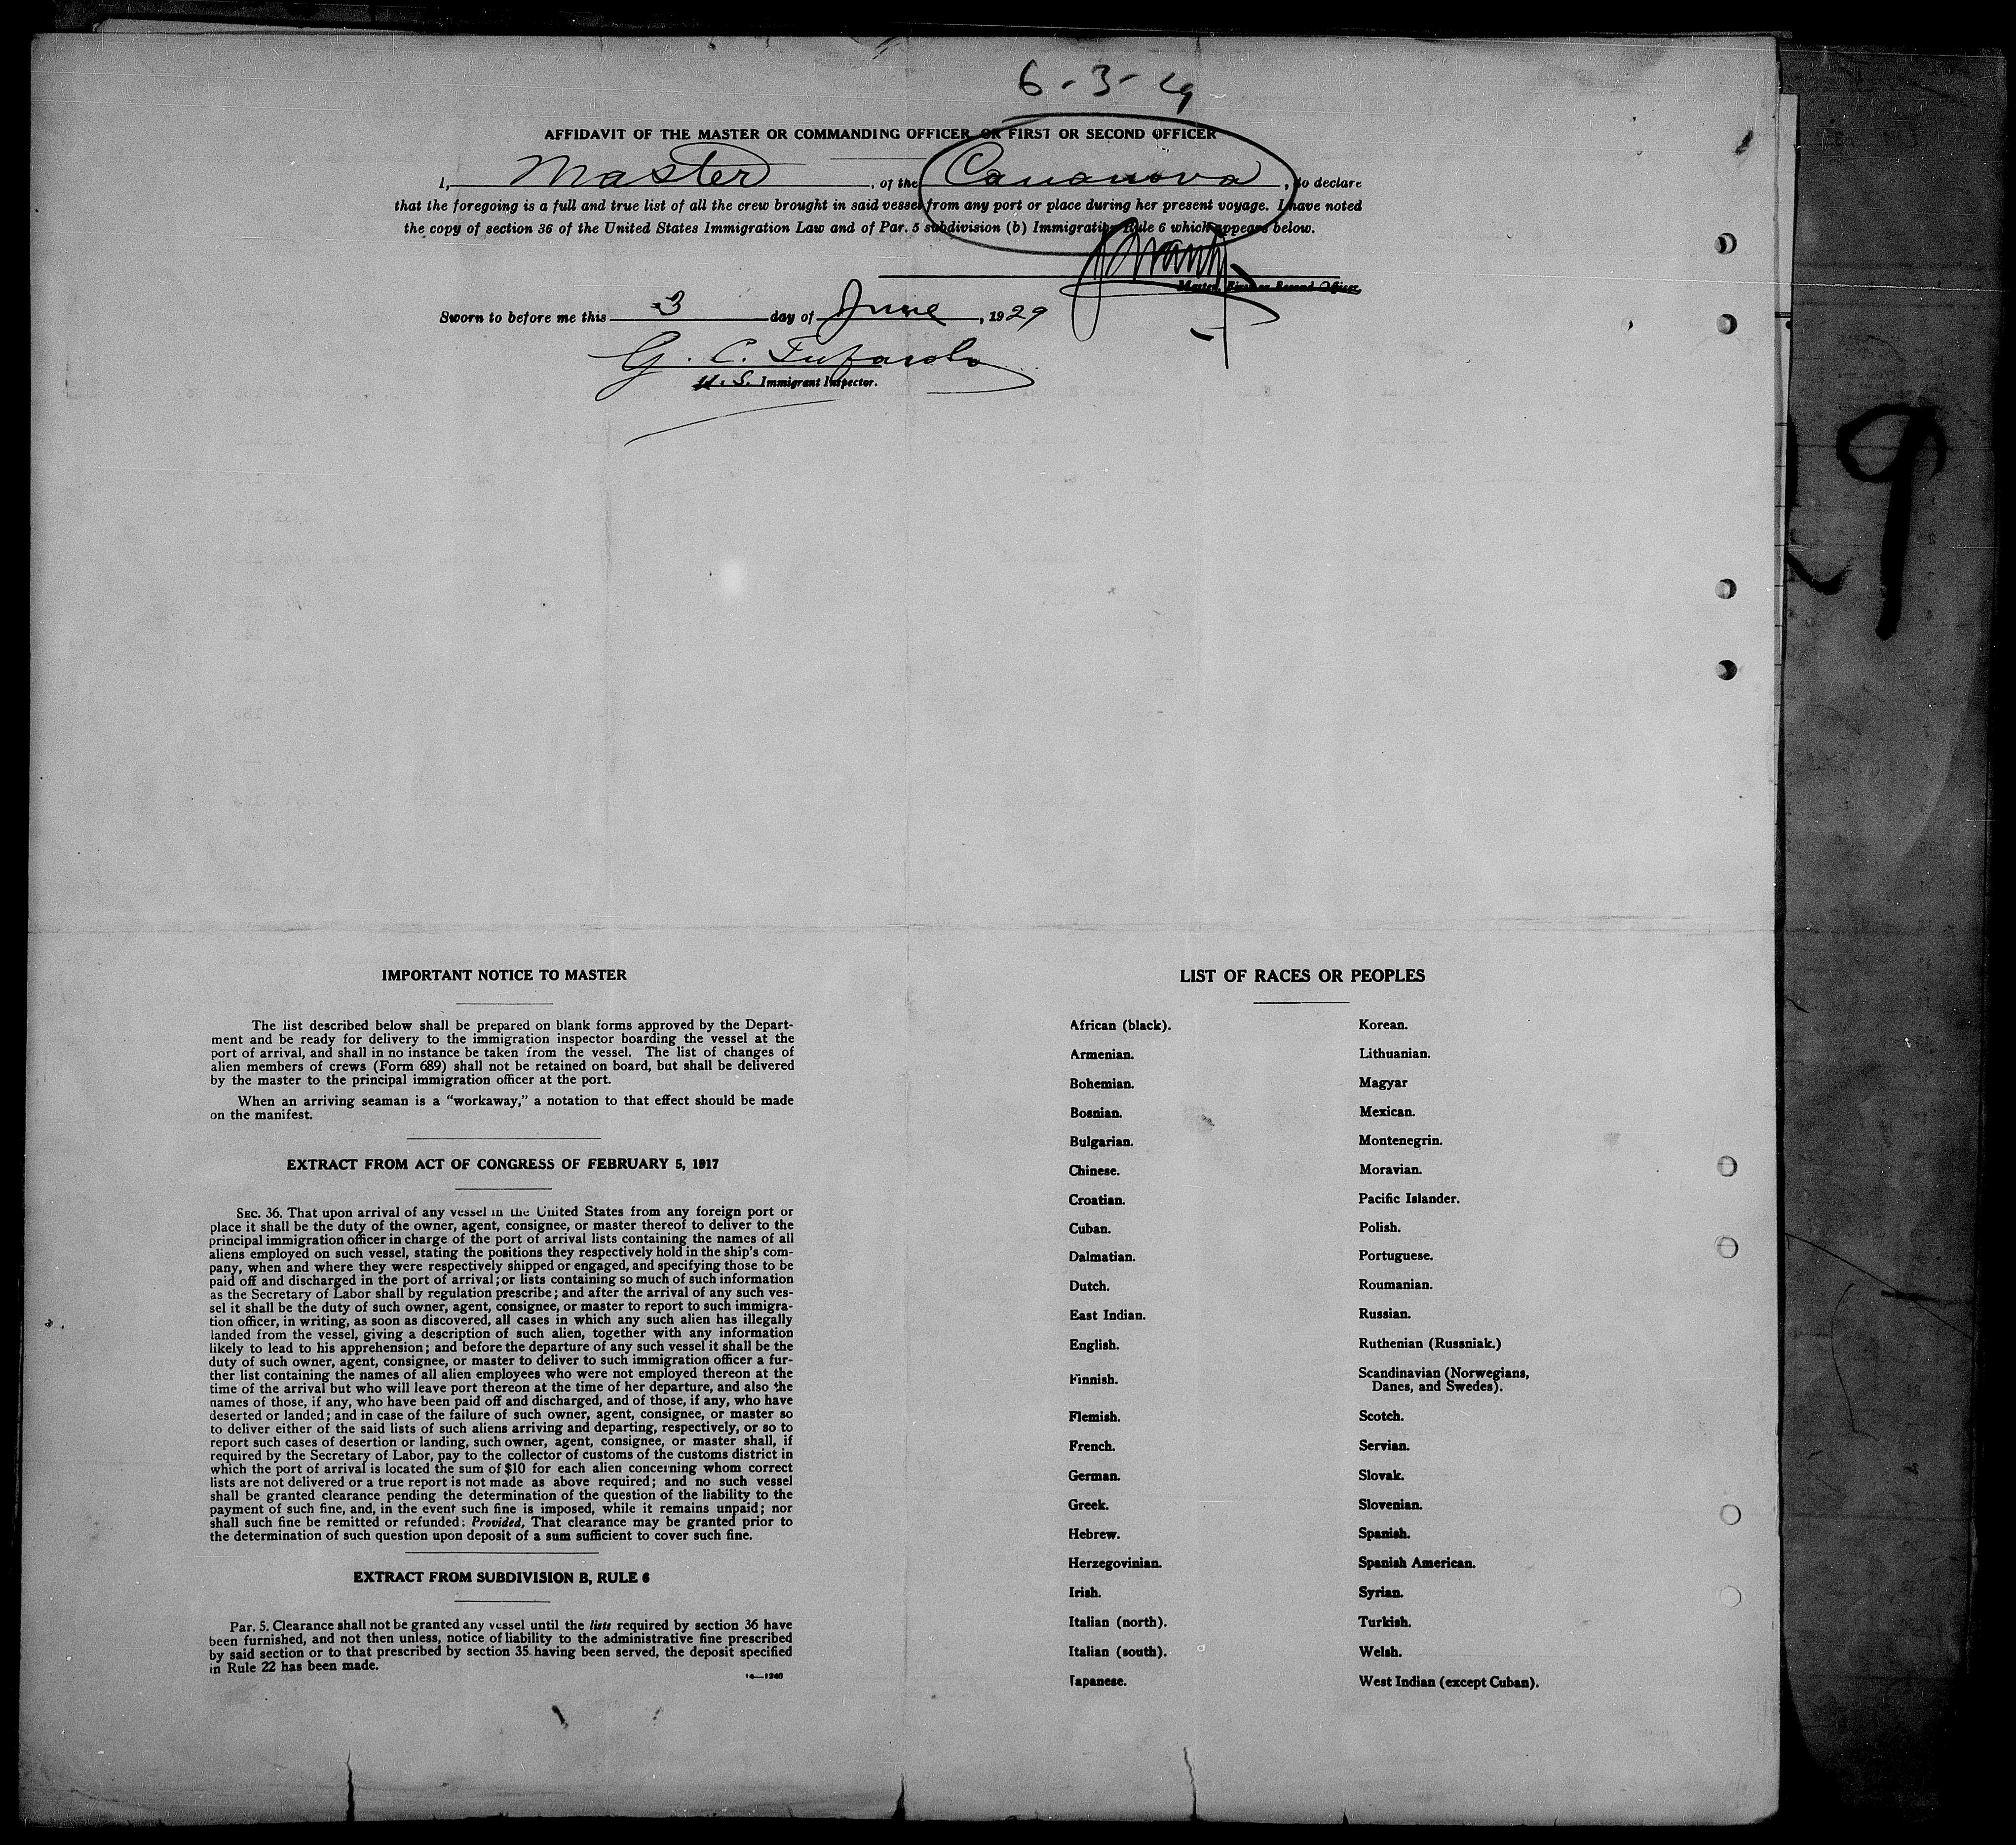 6-3-29
AFFIDAVIT OF THE MASTER OR COMMANDING OFFICER OR FIRST OR SECOND OFFICER
I, Master, of the Cananova, do declare
that the foregoing is a full and true list of all the crew brought in said vessel from any port or place during her present voyage. I have noted
the copy of section 36 of the United States Immigration Law and of Par. 5 subdivision (b) Immigration Rule 6 which appears below.
Master, First or Second Officer.
Sworn to before me this 3 day of June, 1929
G. C.
U. S. Immigrant Inspector.
29
IMPORTANT NOTICE TO MASTER
The list described below shall be prepared on blank forms approved by the Depart-
ment and be ready for delivery to the immigration inspector boarding the vessel at the
port of arrival, and shall in no instance be taken from the vessel. The list of changes of
alien members of crews (Form 689) shall not be retained on board, but shall be delivered
by the master to the principal immigration officer at the port.
When an arriving seaman is a "workaway," a notation to that effect should be made
on the manifest.
EXTRACT FROM ACT OF CONGRESS OF FEBRUARY 5, 1917
SEC. 36. That upon arrival of any vessel in the United States from any foreign port or
place it shall be the duty of the owner, agent, consignee, or master thereof to deliver to the
principal immigration officer in charge of the port of arrival lists containing the names of all
aliens employed on such vessel, stating the positions they respectively hold in the ship's com-
pany, when and where they were respectively shipped or engaged, and specifying those to be
paid off and discharged in the port of arrival; or lists containing so much of such information
as the Secretary of Labor shall by regulation prescribe; and after the arrival of any such ves-
sel it shall be the duty of such owner, agent, consignee, or master to report to such immigra-
tion officer, in writing, as soon as discovered, all cases in which any such alien has illegally
landed from the vessel, giving a description of such alien, together with any information
likely to lead to his apprehension; and before the departure of any such vessel it shall be the
duty of such owner, agent, consignee, or master to deliver to such immigration officer a fur-
ther list containing the names of all alien employees who were not employed thereon at the
time of the arrival but who will leave port thereon at the time of her departure, and also the
names of those, if any, who have been paid off and discharged, and of those, if any, who have
deserted or landed; and in case of the failure of such owner, agent, consignee, or master so
to deliver either of the said lists of such aliens arriving and departing, respectively, or so to
report such cases of desertion or landing, such owner, agent, consignee, or master shall, if
required by the Secretary of Labor, pay to the collector of customs of the customs district in
which the port of arrival is located the sum of $10 for each alien concerning whom correct
lists are not delivered or a true report is not made as above required; and no such vessel
shall be granted clearance pending the determination of the question of the liability to the
payment of such fine, and, in the event such fine is imposed, while it remains unpaid; nor
shall such fine be remitted or refunded: Provided, That clearance may be granted prior to
the determination of such question upon deposit of a sum sufficient to cover such fine.
EXTRACT FROM SUBDIVISION B, RULE 6
Par. 5. Clearance shall not be granted any vessel until the lists required by section 36 have
been furnished, and not then unless, notice of liability to the administrative fine prescribed
by said section or to that prescribed by section 35 having been served, the deposit specified
in Rule 22 has been made.
14—1240
LIST OF RACES OR PEOPLES
African (black).
Armenian.
Bohemian.
Bosnian.
Bulgarian.
Chinese.
Croatian.
Cuban.
Dalmatian.
Dutch.
East Indian.
English.
Finnish.
Flemish.
French.
German.
Greek.
Hebrew.
Herzegovinian.
Irish.
Italian (north).
Italian (south).
Japanese.
Korean.
Lithuanian.
Magyar
Mexican.
Montenegrin.
Moravian.
Pacific Islander.
Polish.
Portuguese.
Roumanian.
Russian.
Ruthenian (Russniak.)
Scandinavian (Norwegians,
Danes, and Swedes).
Scotch.
Servian.
Slovak.
Slovenian.
Spanish.
Spanish American.
Syrian.
Turkish.
Welsh.
West Indian (except Cuban).